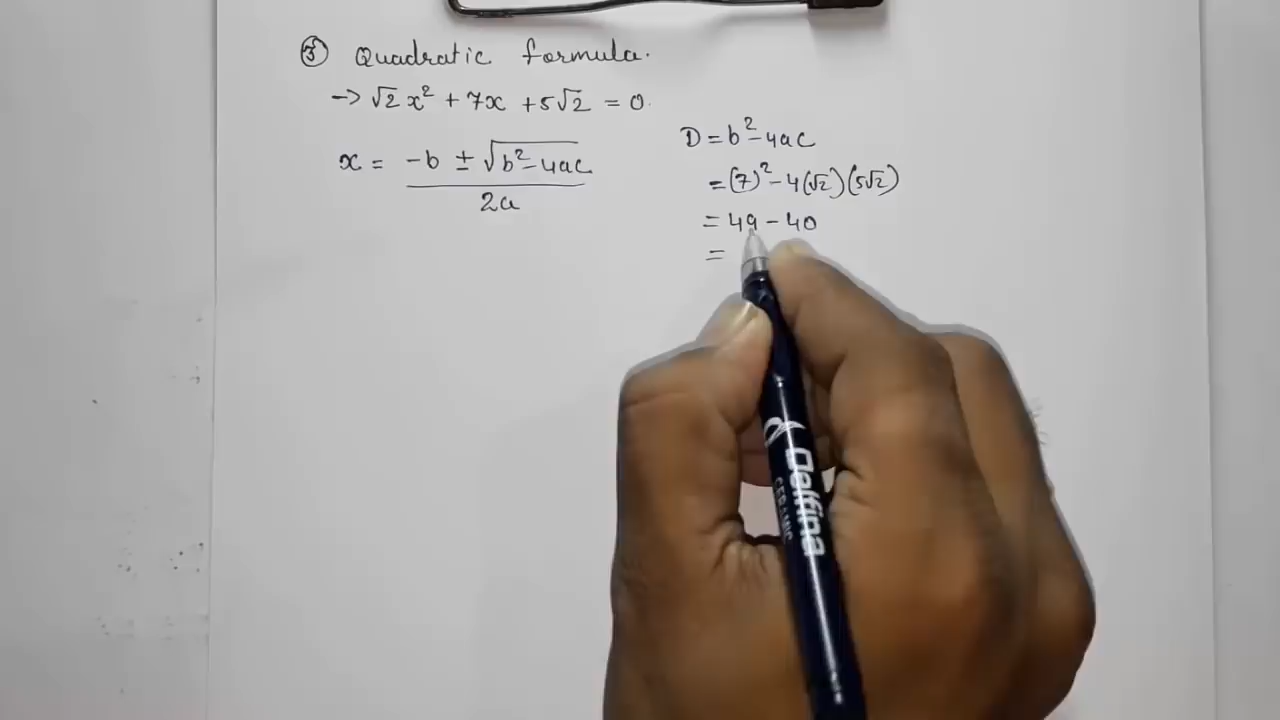 ③ Quadratic formula.
→ √2 x² + 7x + 5√2 = 0.
x = -b ± √b²-4ac / 2a
D = b² - 4ac
= (7)² - 4(√2)(5√2)
= 49 - 40
=
Delfina
CERAMIC